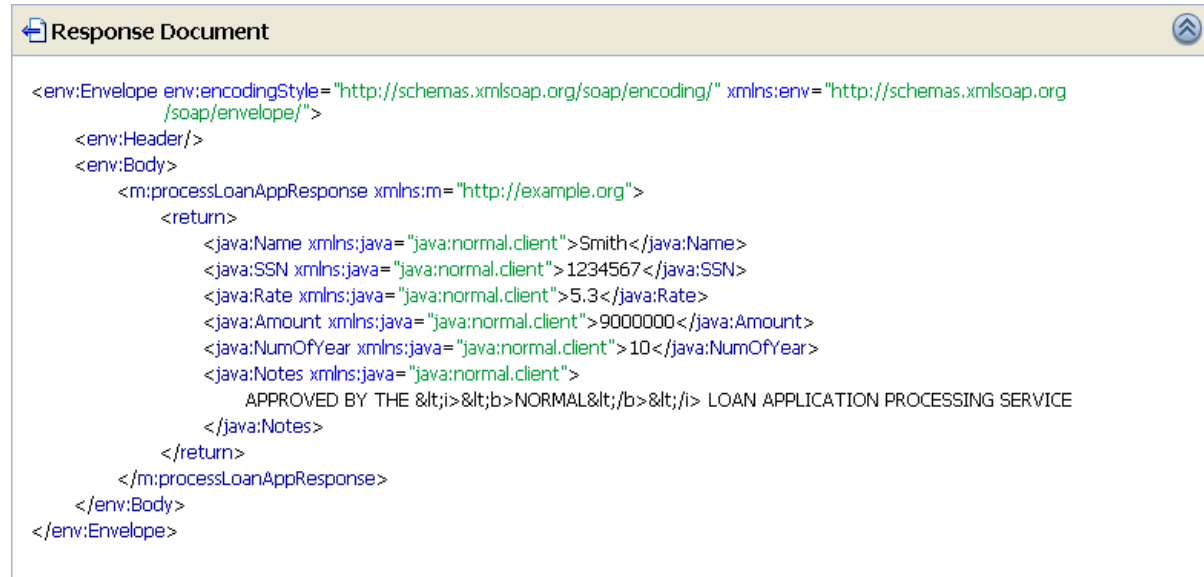 Response Document
<env:Envelope env:encodingStyle="http://schemas.xmlsoap.org/soap/encoding/" xmlns:env="http://schemas.xmlsoap.org
/soap/envelope/">
<env:Header/>
<env:Body>
<m:processLoanAppResponse xmlns:m="http://example.org">
<return>
<java:Name xmlns:java="java:normal.client">Smith</java:Name>
<java:SSN xmlns:java="java:normal.client">1234567</java:SSN>
<java:Rate xmlns:java="java:normal.client">5.3</java:Rate>
<java:Amount xmlns:java="java:normal.client">9000000</java:Amount>
<java:NumOfYear xmlns:java="java:normal.client">10</java:NumOfYear>
<java:Notes xmlns:java="java:normal.client">
APPROVED BY THE &lt;i>&lt;b>NORMAL&lt;/b>&lt;/i> LOAN APPLICATION PROCESSING SERVICE
</java:Notes>
</return>
</m:processLoanAppResponse>
</env:Body>
</env:Envelope>